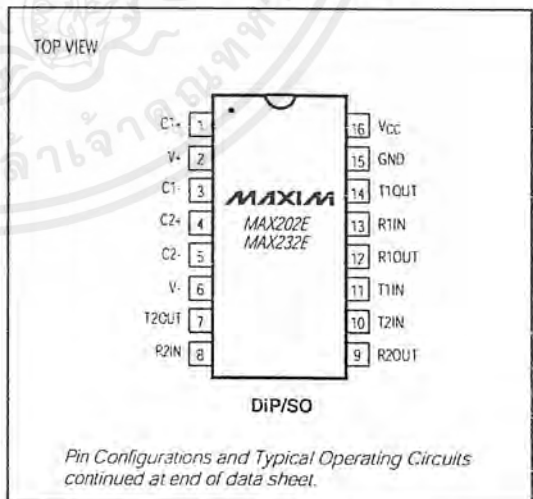 TOP VIEW
C1+ 1
V+ 2
C1- 3
C2+ 4
C2- 5
V- 6
T2OUT 7
R2IN 8
MAXIM
MAX202E
MAX232E
16 VCC
15 GND
14 T1OUT
13 R1IN
12 R1OUT
11 T1IN
10 T2IN
9 R2OUT
DIP/SO
Pin Configurations and Typical Operating Circuits
continued at end of data sheet.